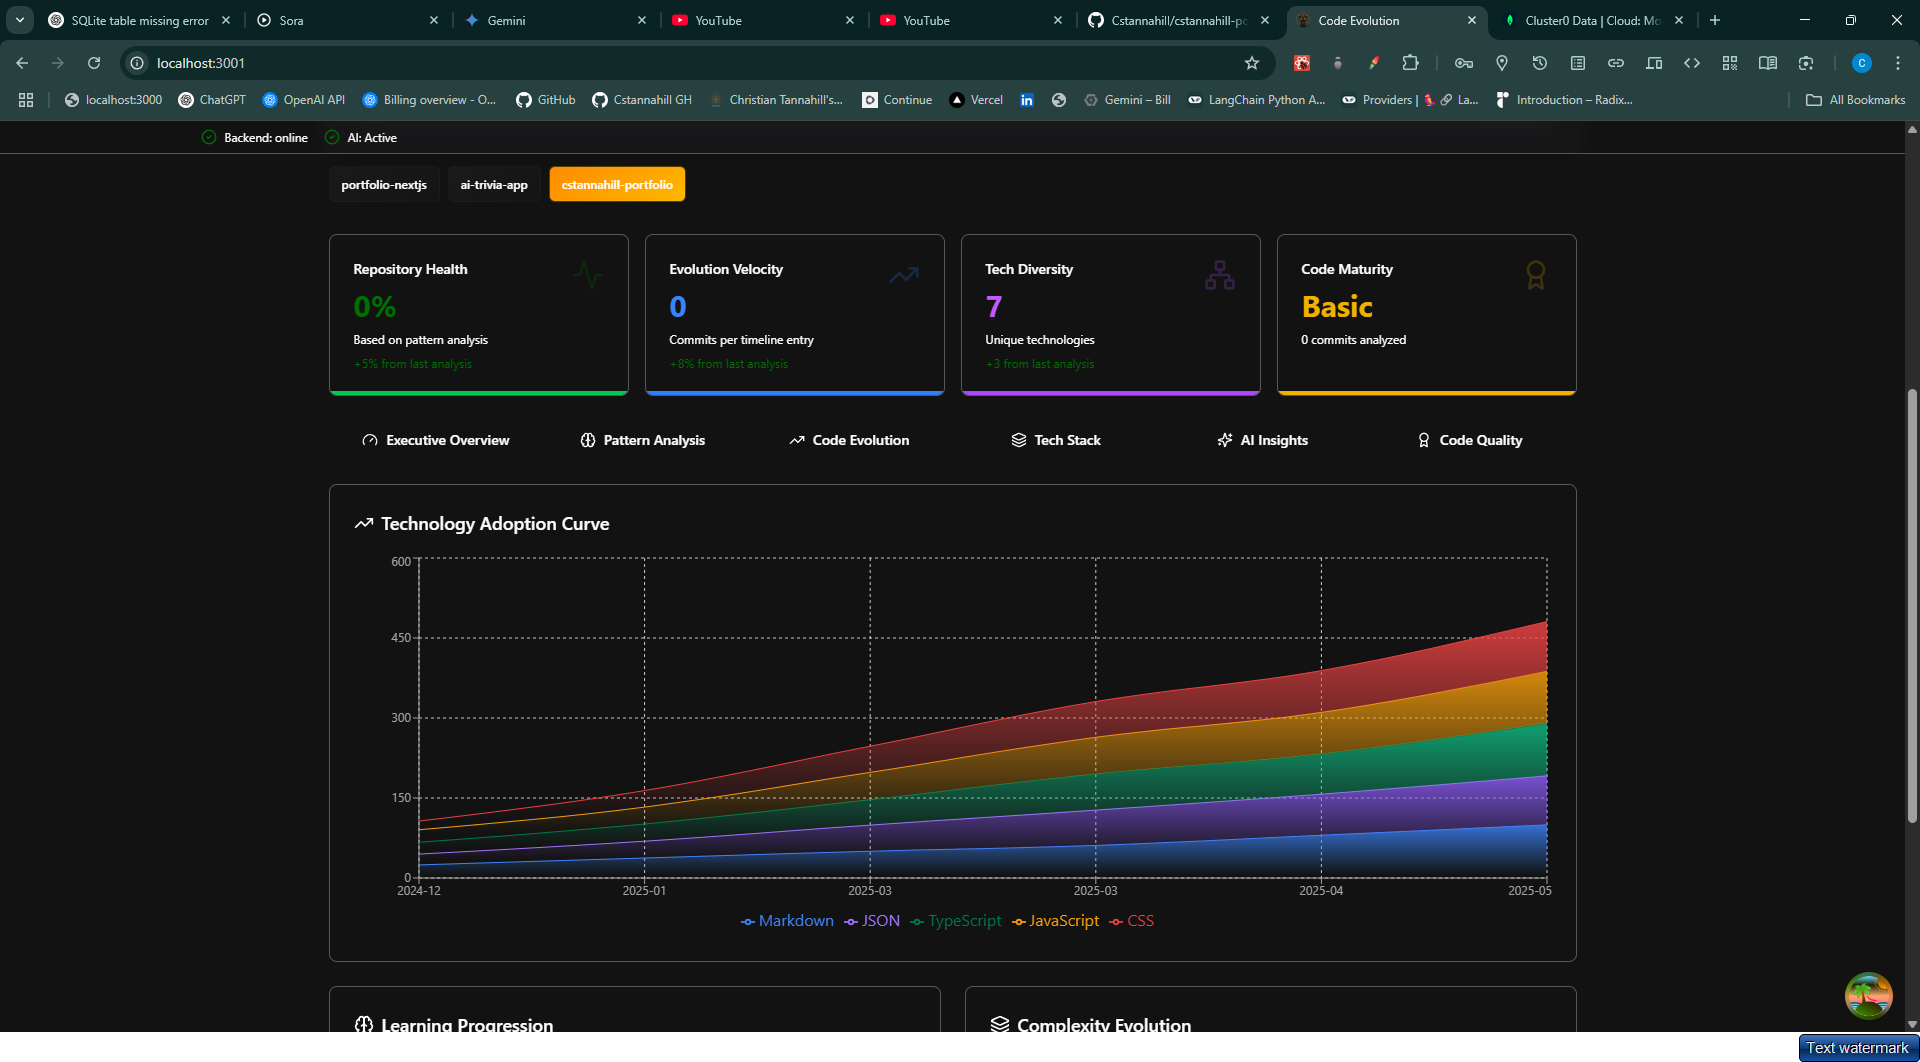 SQLite table missing error
Sora
Gemini
YouTube
YouTube
Cstannahill/cstannahill-po
Code Evolution
Cluster0 Data | Cloud: Mo
localhost:3001
C
localhost:3000
ChatGPT
OpenAI API
Billing overview - O...
GitHub
Cstannahill GH
Christian Tannahill's...
Continue
Vercel
Gemini – Bill
LangChain Python A...
Providers | 🦜🔗 La...
Introduction – Radix...
All Bookmarks
Backend: online
AI: Active
portfolio-nextjs
ai-trivia-app
cstannahill-portfolio
Repository Health
0%
Based on pattern analysis
+5% from last analysis
Evolution Velocity
0
Commits per timeline entry
+8% from last analysis
Tech Diversity
7
Unique technologies
+3 from last analysis
Code Maturity
Basic
0 commits analyzed
Executive Overview
Pattern Analysis
Code Evolution
Tech Stack
AI Insights
Code Quality
Technology Adoption Curve
600
450
300
150
0
2024-12
2025-01
2025-03
2025-03
2025-04
2025-05
Markdown
JSON
TypeScript
JavaScript
CSS
Learning Progression
Complexity Evolution
Text watermark